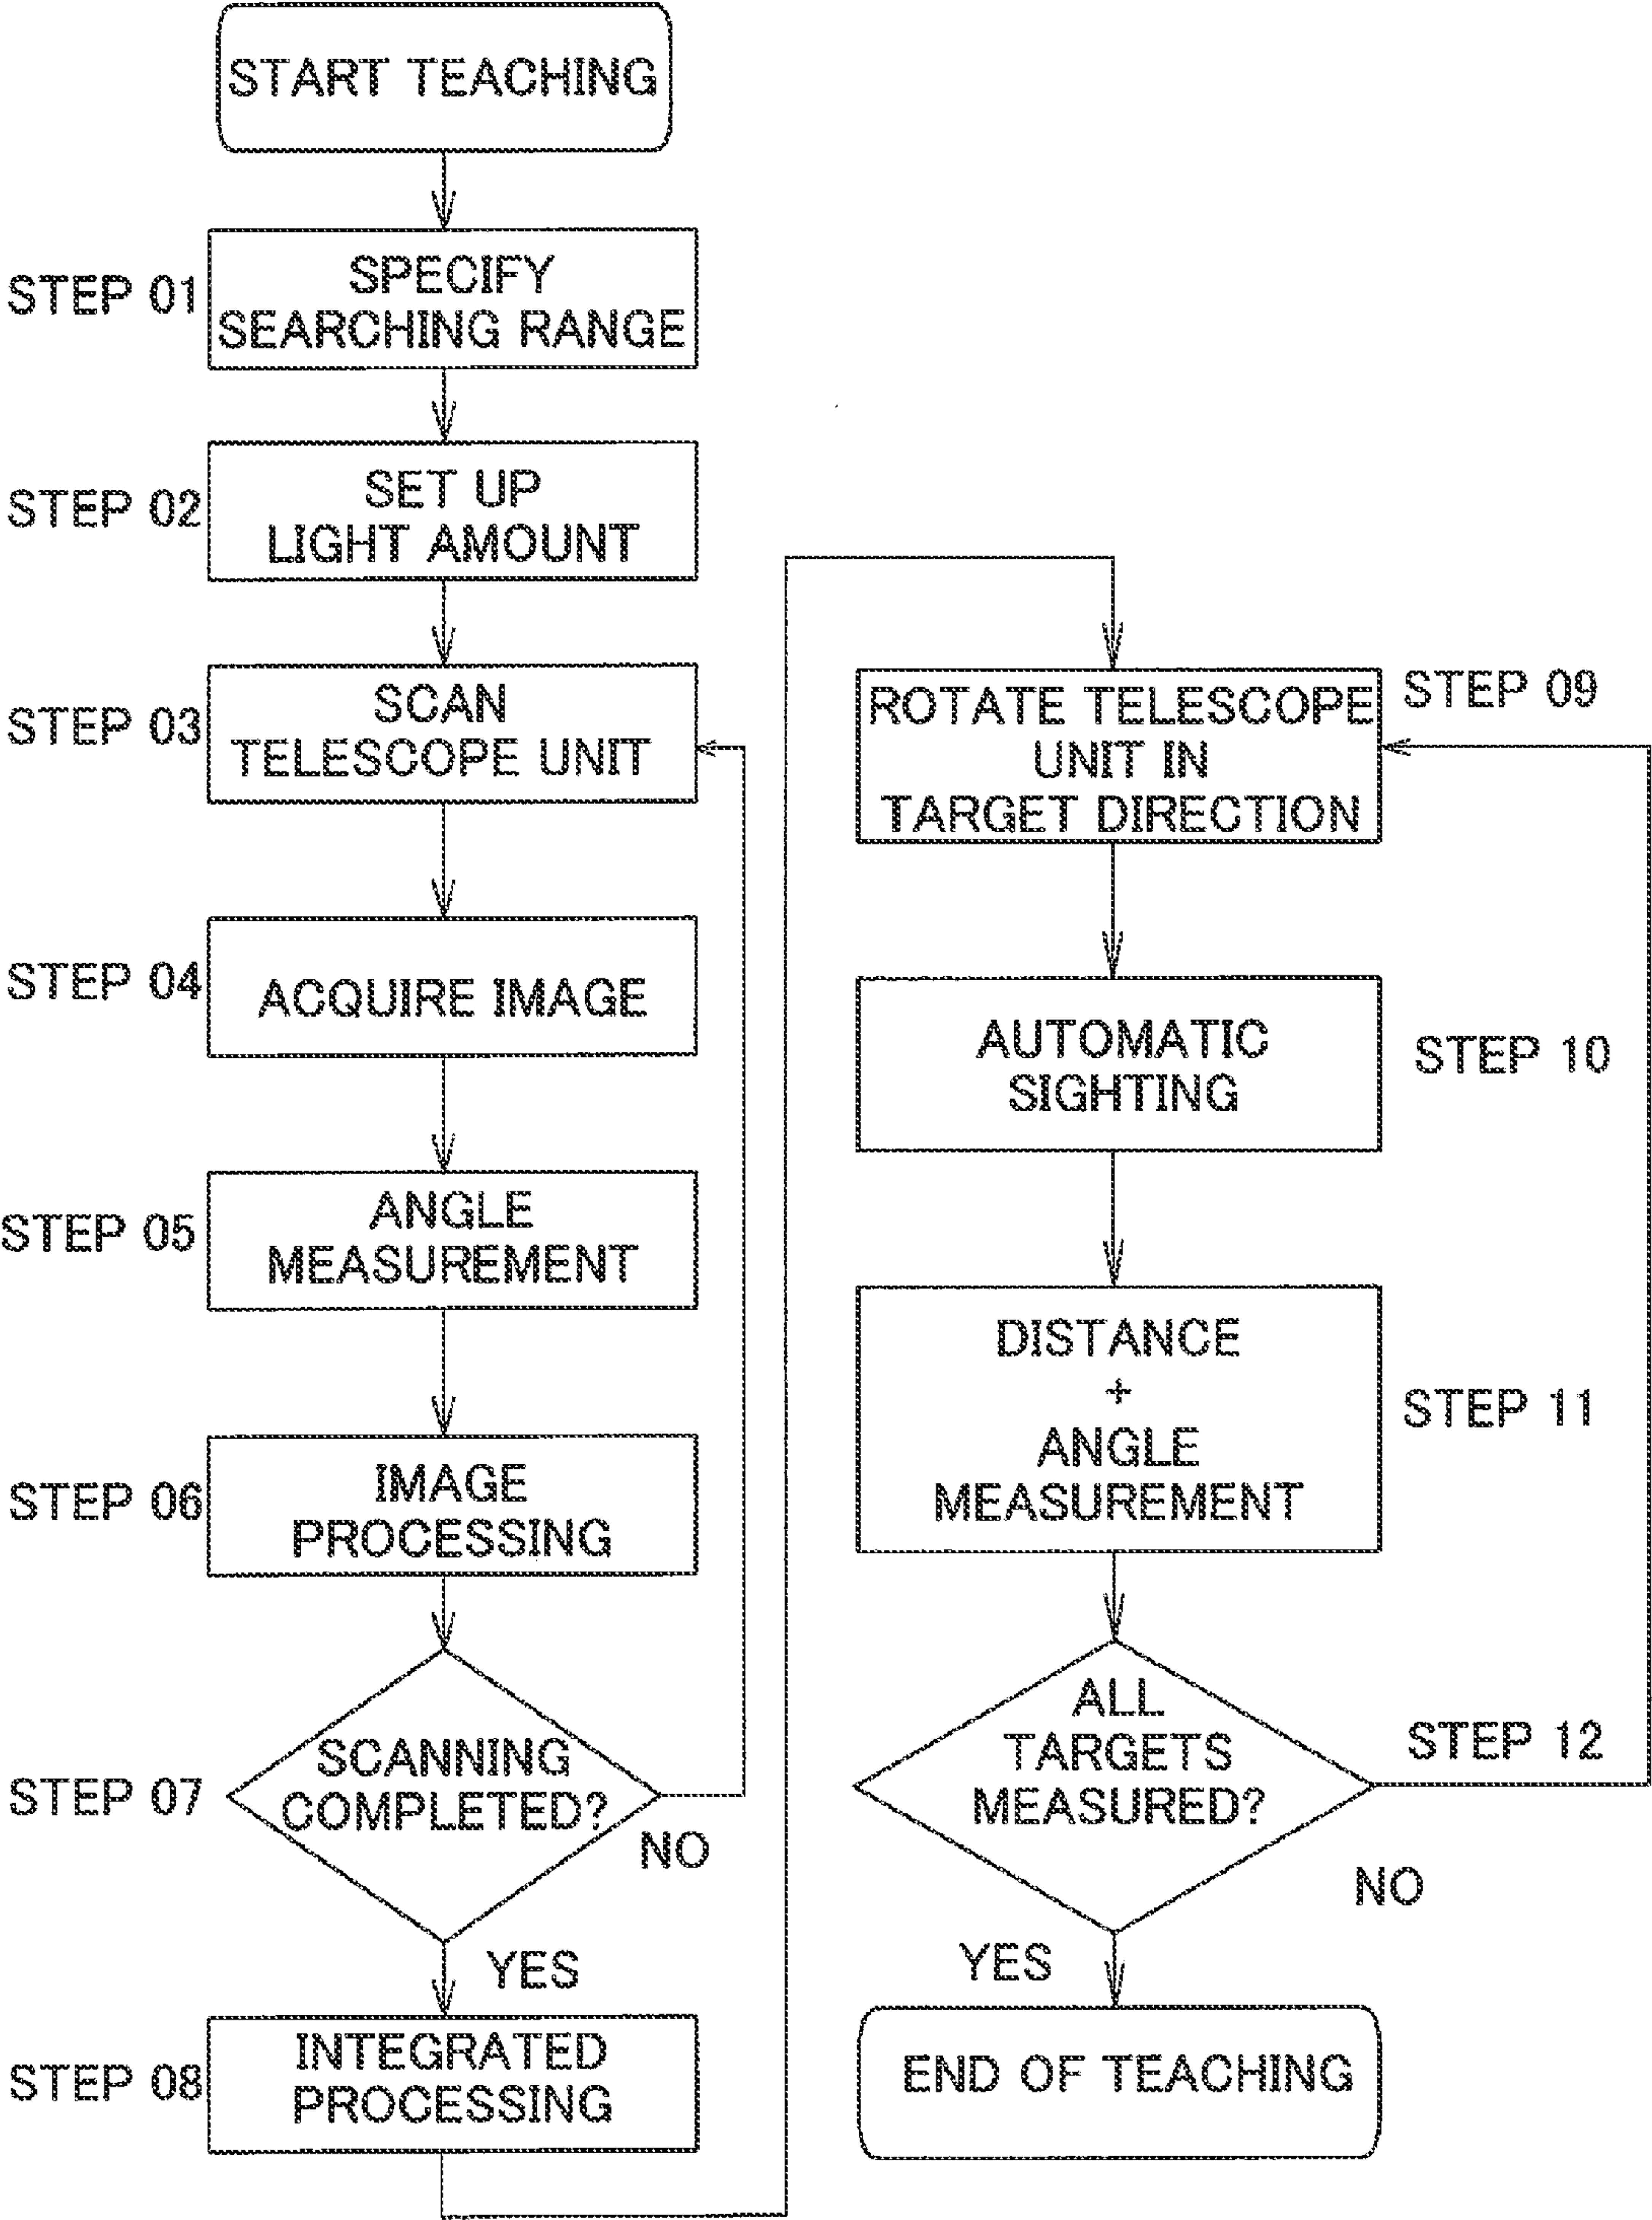 START TEACHING
STEP 01
SPECIFY
SEARCHING RANGE
STEP 02
SET UP
LIGHT AMOUNT
STEP 03
SCAN
TELESCOPE UNIT
STEP 04
ACQUIRE IMAGE
STEP 05
ANGLE
MEASUREMENT
STEP 06
IMAGE
PROCESSING
STEP 07
SCANNING
COMPLETED?
NO
YES
STEP 08
INTEGRATED
PROCESSING
ROTATE TELESCOPE
UNIT IN
TARGET DIRECTION
STEP 09
AUTOMATIC
SIGHTING
STEP 10
DISTANCE
+
ANGLE
MEASUREMENT
STEP 11
ALL
TARGETS
MEASURED?
STEP 12
NO
YES
END OF TEACHING